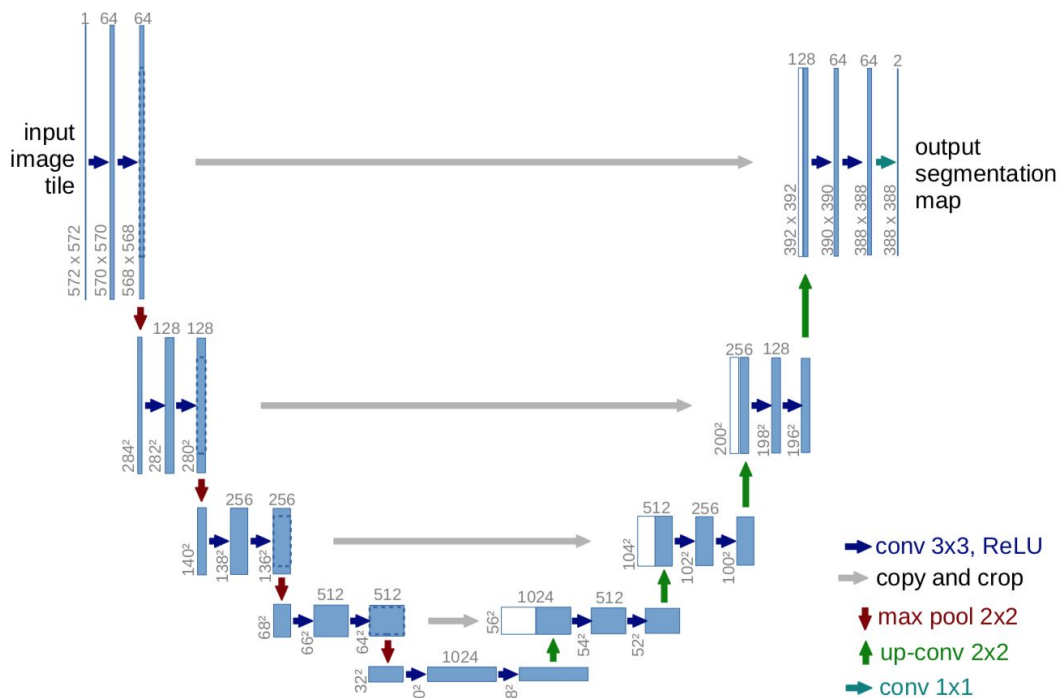 1 64 64
input
image
tile
572 x 572
570 x 570
568 x 568
128 64 64 2
output
segmentation
map
392 x 392
390 x 390
388 x 388
388 x 388
128 128
284²
282²
280²
256 128
200²
198²
196²
256 256
140²
138²
136²
512 256
104²
102²
100²
512 512
68²
66²
64²
1024 512
56²
54²
52²
1024
32²
0²
8²
conv 3x3, ReLU
copy and crop
max pool 2x2
up-conv 2x2
conv 1x1